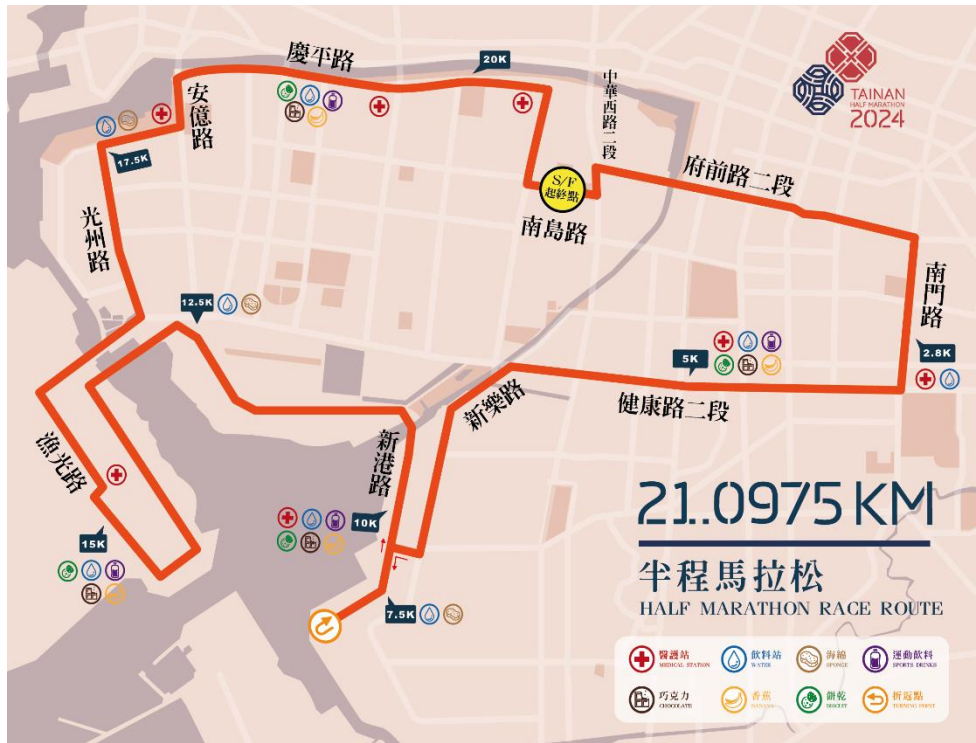 慶平路
20K
中華西路二段
TAINAN
HALF MARATHON
2024
安億路
17.5K
S/F
起終點
南島路
府前路二段
光州路
南門路
12.5K
2.8K
5K
健康路二段
新樂路
漁光路
新港路
10K
15K
7.5K
21.0975 KM
半程馬拉松
HALF MARATHON RACE ROUTE
醫護站
MEDICAL STATION
飲料站
WATER
海綿
SPONGE
運動飲料
SPORTS DRINKS
巧克力
CHOCOLATE
香蕉
BANANA
餅乾
BISCUIT
折返點
TURNING POINT